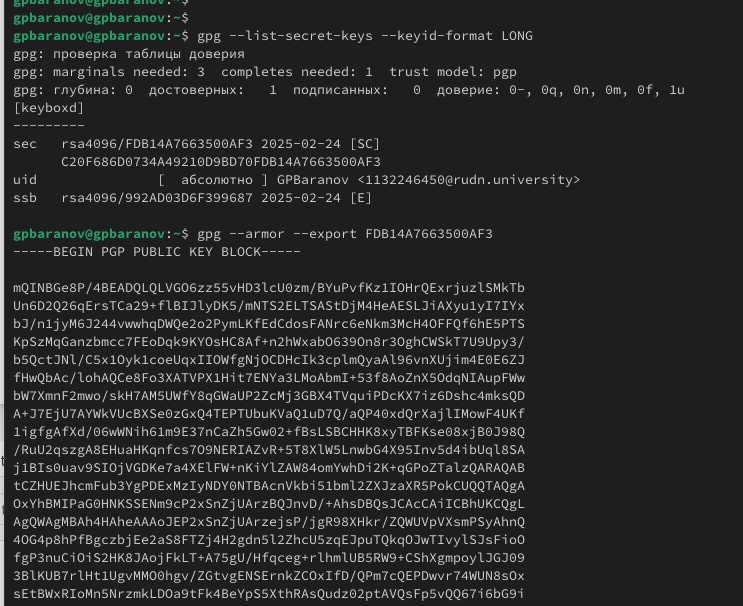 gpbaranov@gpbaranov:~$
gpbaranov@gpbaranov:~$
gpbaranov@gpbaranov:~$ gpg --list-secret-keys --keyid-format LONG
gpg: проверка таблицы доверия
gpg: marginals needed: 3  completes needed: 1  trust model: pgp
gpg: глубина: 0  достоверных:   1  подписанных:   0  доверие: 0-, 0q, 0n, 0m, 0f, 1u
[keyboxd]
---------
sec   rsa4096/FDB14A7663500AF3 2025-02-24 [SC]
      C20F686D0734A49210D9BD70FDB14A7663500AF3
uid                [  абсолютно ] GPBaranov <1132246450@rudn.university>
ssb   rsa4096/992AD03D6F399687 2025-02-24 [E]
gpbaranov@gpbaranov:~$ gpg --armor --export FDB14A7663500AF3
-----BEGIN PGP PUBLIC KEY BLOCK-----
mQINBGe8P/4BEADQLQLVGO6zz55vHD3lcU0zm/BYuPvfKz1IOHrQExrjuzlSMkTb
Un6D2Q26qErsTCa29+flBIJlyDK5/mNTS2ELTSAStDjM4HeAESLJiAXyu1yI7IYx
bJ/n1jyM6J244vwwhqDWQe2o2PymLKfEdCdosFANrc6eNkm3McH4OFFQf6hE5PTS
KpSzMqGanzbmcc7FEoDqk9KYOsHC8Af+n2hWxabO639On8r3OghCWSkT7U9Upy3/
b5QctJNl/C5x1Oyk1coeUqxIIOWfgNjOCDHcIk3cplmQyaAl96vnXUjim4E0E6ZJ
fHwQbAc/lohAQCe8Fo3XATVPX1Hit7ENYa3LMoAbmI+53f8AoZnX5OdqNIAupFWw
bW7XmnF2mwo/skH7AM5UWfY8qGWaUP2ZcMj3GBX4TVquiPDcKX7iz6Dshc4mksQD
A+J7EjU7AYWkVUcBXSe0zGxQ4TEPTUbuKVaQ1uD7Q/aQP40xdQrXajlIMowF4UKf
1igfgAfXd/06wWNih61m9E37nCaZh5Gw02+fBsLSBCHHK8xyTBFKse08xjB0J98Q
/RuU2qszgA8EHuaHKqnfcs7O9NERIAZvR+5T8XlW5LnwbG4X95Inv5d4ibUql8SA
j1BIs0uav9SIOjVGDKe7a4XElFW+nKiYlZAW84omYwhDi2K+qGPoZTalzQARAQAB
tCZHUEJhcmFub3YgPDExMzIyNDY0NTBAcnVkbi51bml2ZXJzaXR5PokCUQQTAQgA
OxYhBMIPaG0HNKSSENm9cP2xSnZjUArzBQJnvD/+AhsDBQsJCAcCAiICBhUKCQgL
AgQWAgMBAh4HAheAAAoJEP2xSnZjUArzejsP/jgR98XHkr/ZQWUVpVXsmPSyAhnQ
4OG4p8hPfBgczbjEe2aS8FTZj4H2gdn5l2ZhcU5zqEJpuTQkqOJwTIvylSJsFioO
fgP3nuCiOiS2HK8JAojFkLT+A75gU/Hfqceg+rlhmlUB5RW9+CShXgmpoylJGJ09
3BlKUB7rlHt1UgvMMO0hgv/ZGtvgENSErnkZCOxIfD/QPm7cQEPDwvr74WUN8sOx
sEtBWxRIoMn5NrzmkLDOa9tFk4BeYpS5XthRAsQudz02ptAVQsFp5vQQ67i6bG9i